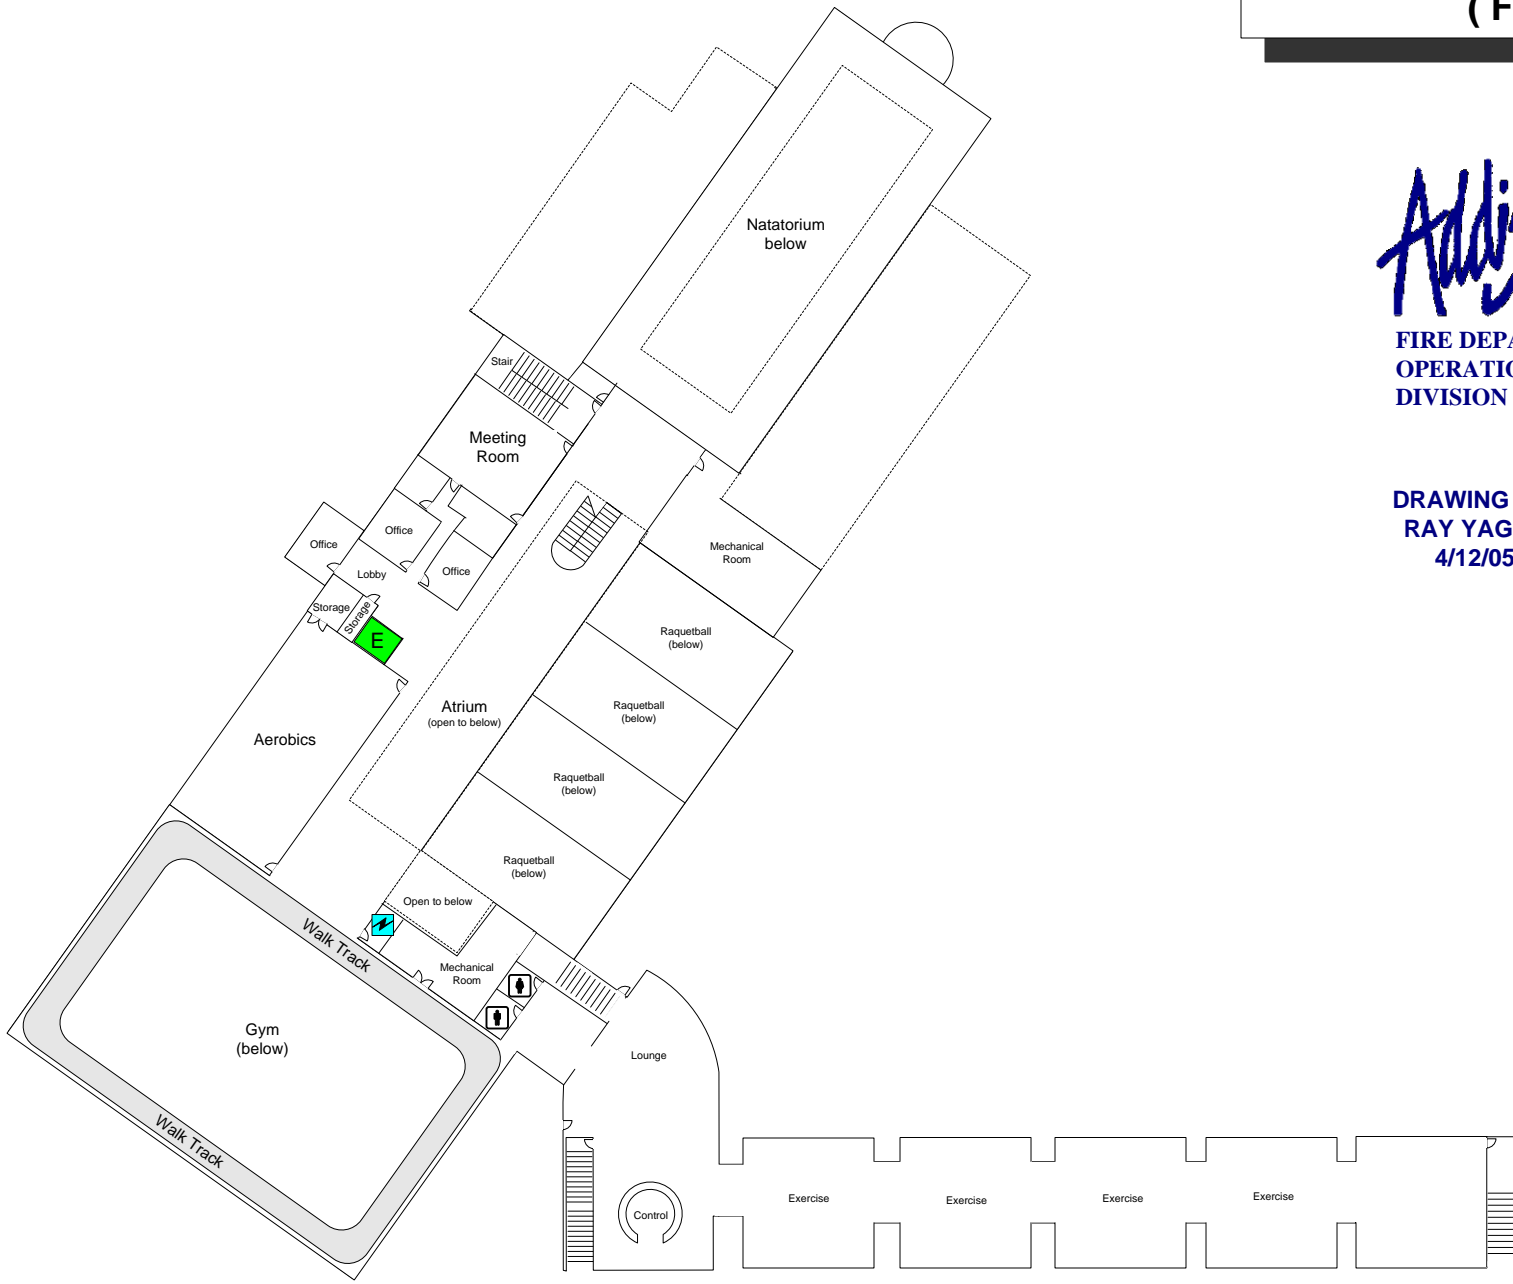 ( F
FIRE DEPA
OPERATIO
DIVISION
DRAWING
RAY YAG
4/12/05
Natatorium
below
Stair
Meeting
Room
Office
Office
Office
Lobby
Storage
Storage
E
Mechanical
Room
Raquetball
(below)
Raquetball
(below)
Raquetball
(below)
Raquetball
(below)
Atrium
(open to below)
Aerobics
Open to below
Walk Track
Mechanical
Room
Gym
(below)
Walk Track
Lounge
Control
Exercise
Exercise
Exercise
Exercise